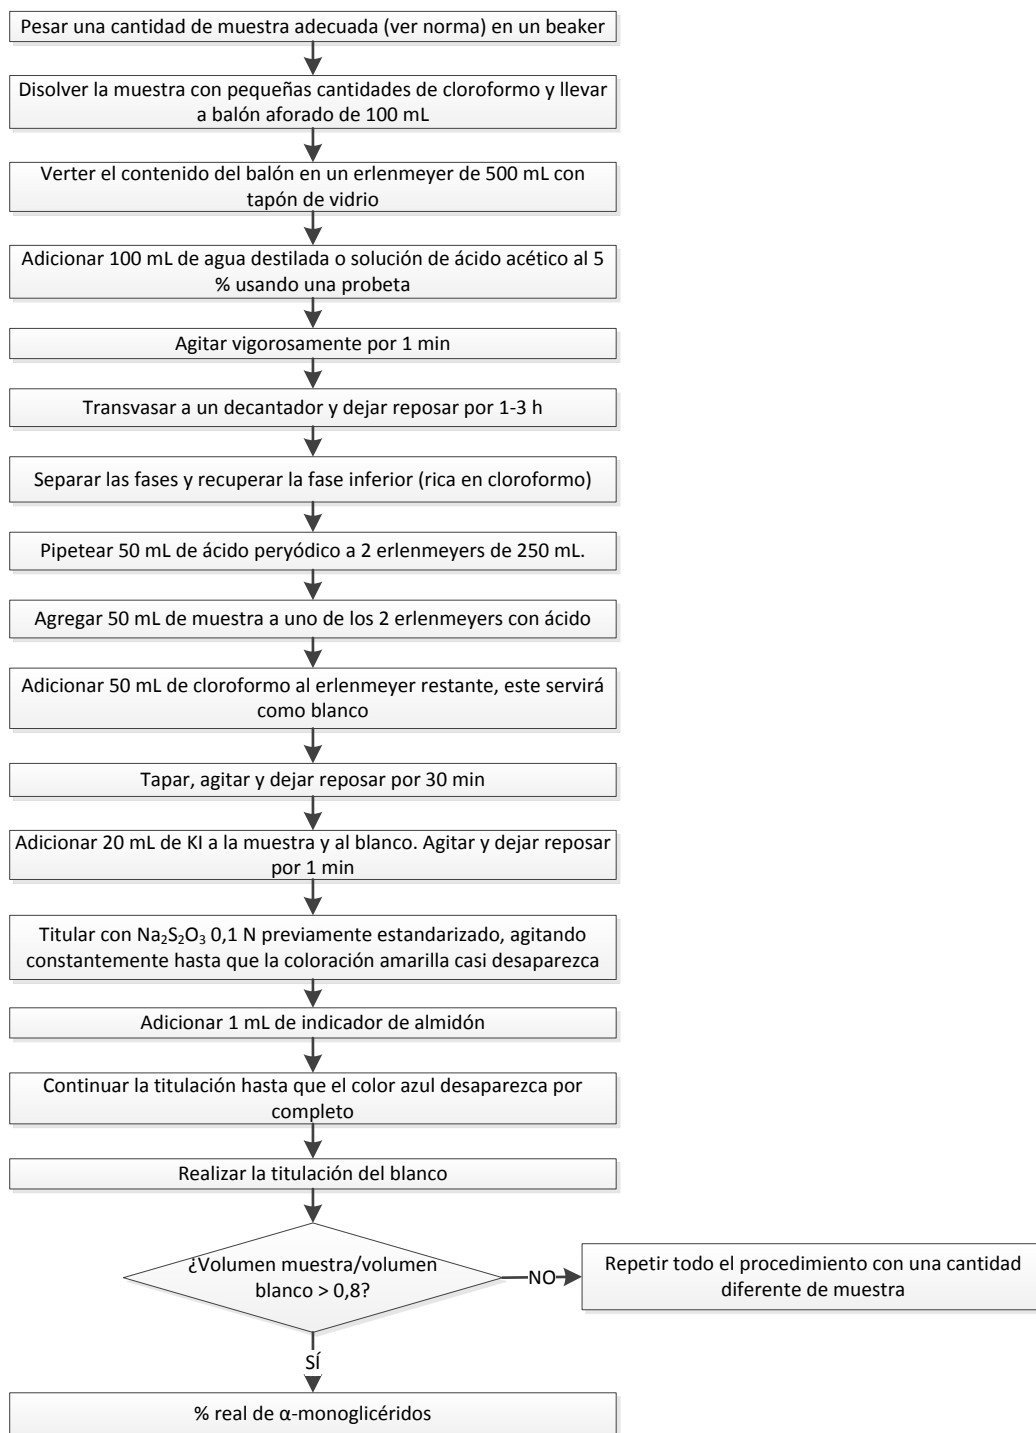 Pesar una cantidad de muestra adecuada (ver norma) en un beaker
Disolver la muestra con pequeñas cantidades de cloroformo y llevar
a balón aforado de 100 mL
Verter el contenido del balón en un erlenmeyer de 500 mL con
tapón de vidrio
Adicionar 100 mL de agua destilada o solución de ácido acético al 5
% usando una probeta
Agitar vigorosamente por 1 min
Transvasar a un decantador y dejar reposar por 1-3 h
Separar las fases y recuperar la fase inferior (rica en cloroformo)
Pipetear 50 mL de ácido peryódico a 2 erlenmeyers de 250 mL.
Agregar 50 mL de muestra a uno de los 2 erlenmeyers con ácido
Adicionar 50 mL de cloroformo al erlenmeyer restante, este servirá
como blanco
Tapar, agitar y dejar reposar por 30 min
Adicionar 20 mL de KI a la muestra y al blanco. Agitar y dejar reposar
por 1 min
Titular con Na₂S₂O₃ 0,1 N previamente estandarizado, agitando
constantemente hasta que la coloración amarilla casi desaparezca
Adicionar 1 mL de indicador de almidón
Continuar la titulación hasta que el color azul desaparezca por
completo
Realizar la titulación del blanco
¿Volumen muestra/volumen
blanco > 0,8?
NO
Repetir todo el procedimiento con una cantidad
diferente de muestra
SÍ
% real de α-monoglicéridos